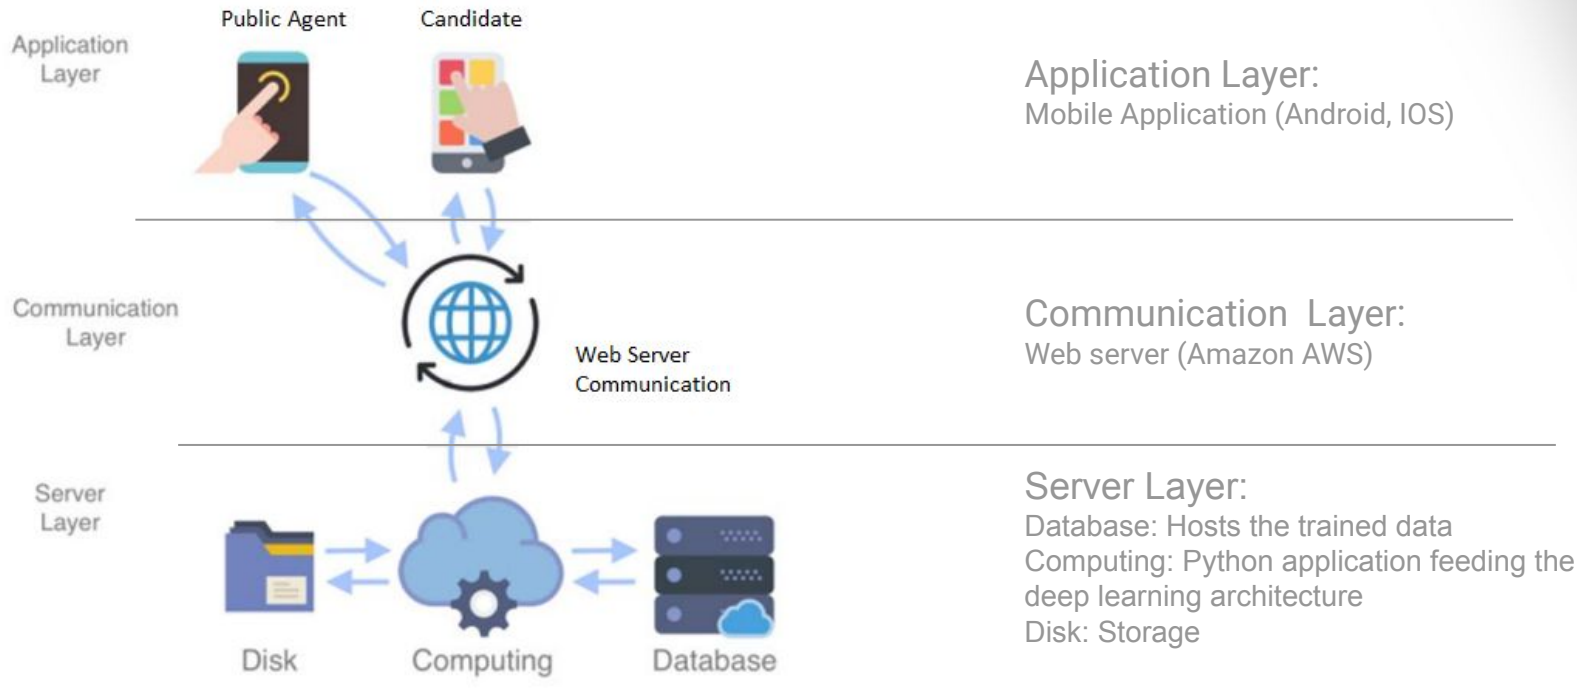 Public Agent
Candidate
Application
Layer
Application Layer:
Mobile Application (Android, IOS)
Communication
Layer
Web Server
Communication
Communication  Layer:
Web server (Amazon AWS)
Server
Layer
Disk
Computing
Database
Server Layer:
Database: Hosts the trained data
Computing: Python application feeding the
deep learning architecture
Disk: Storage